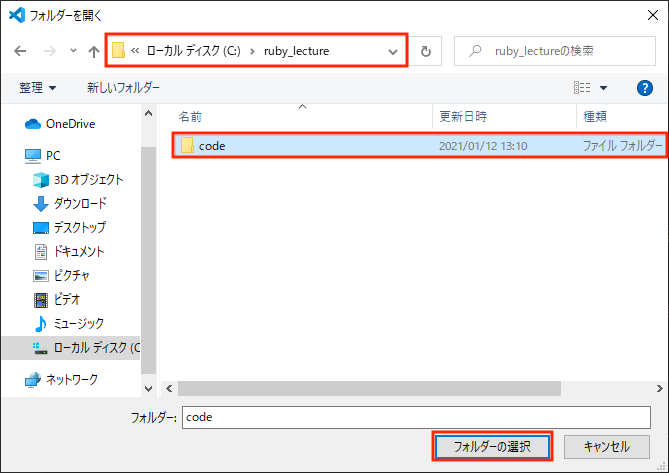 フォルダーを開く
« ローカル ディスク (C:) › ruby_lecture
ruby_lectureの検索
整理 新しいフォルダー
名前 更新日時 種類
code 2021/01/12 13:10 ファイル フォルダー
OneDrive
PC
3D オブジェクト
ダウンロード
デスクトップ
ドキュメント
ピクチャ
ビデオ
ミュージック
ローカル ディスク (C
ネットワーク
フォルダー: code
フォルダーの選択 キャンセル